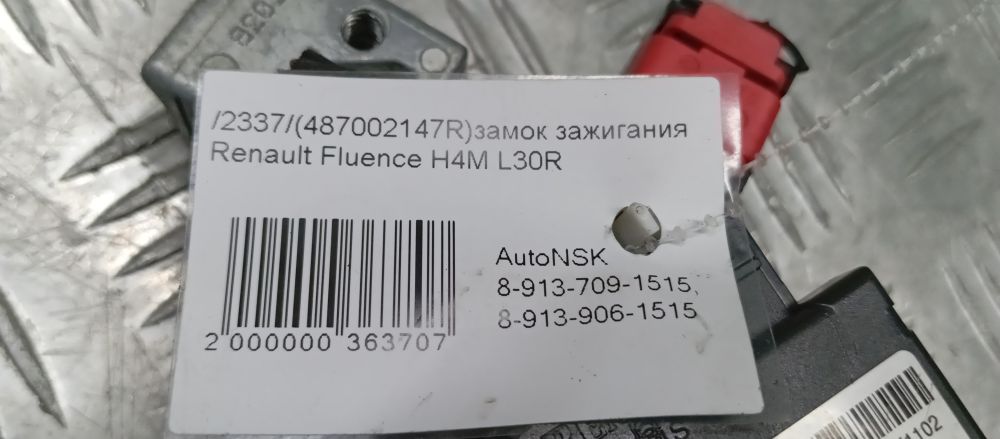 /2337/(487002147R)замок зажигания
Renault Fluence H4M L30R
AutoNSK
8-913-709-1515,
8-913-906-1515
2 000000 363707